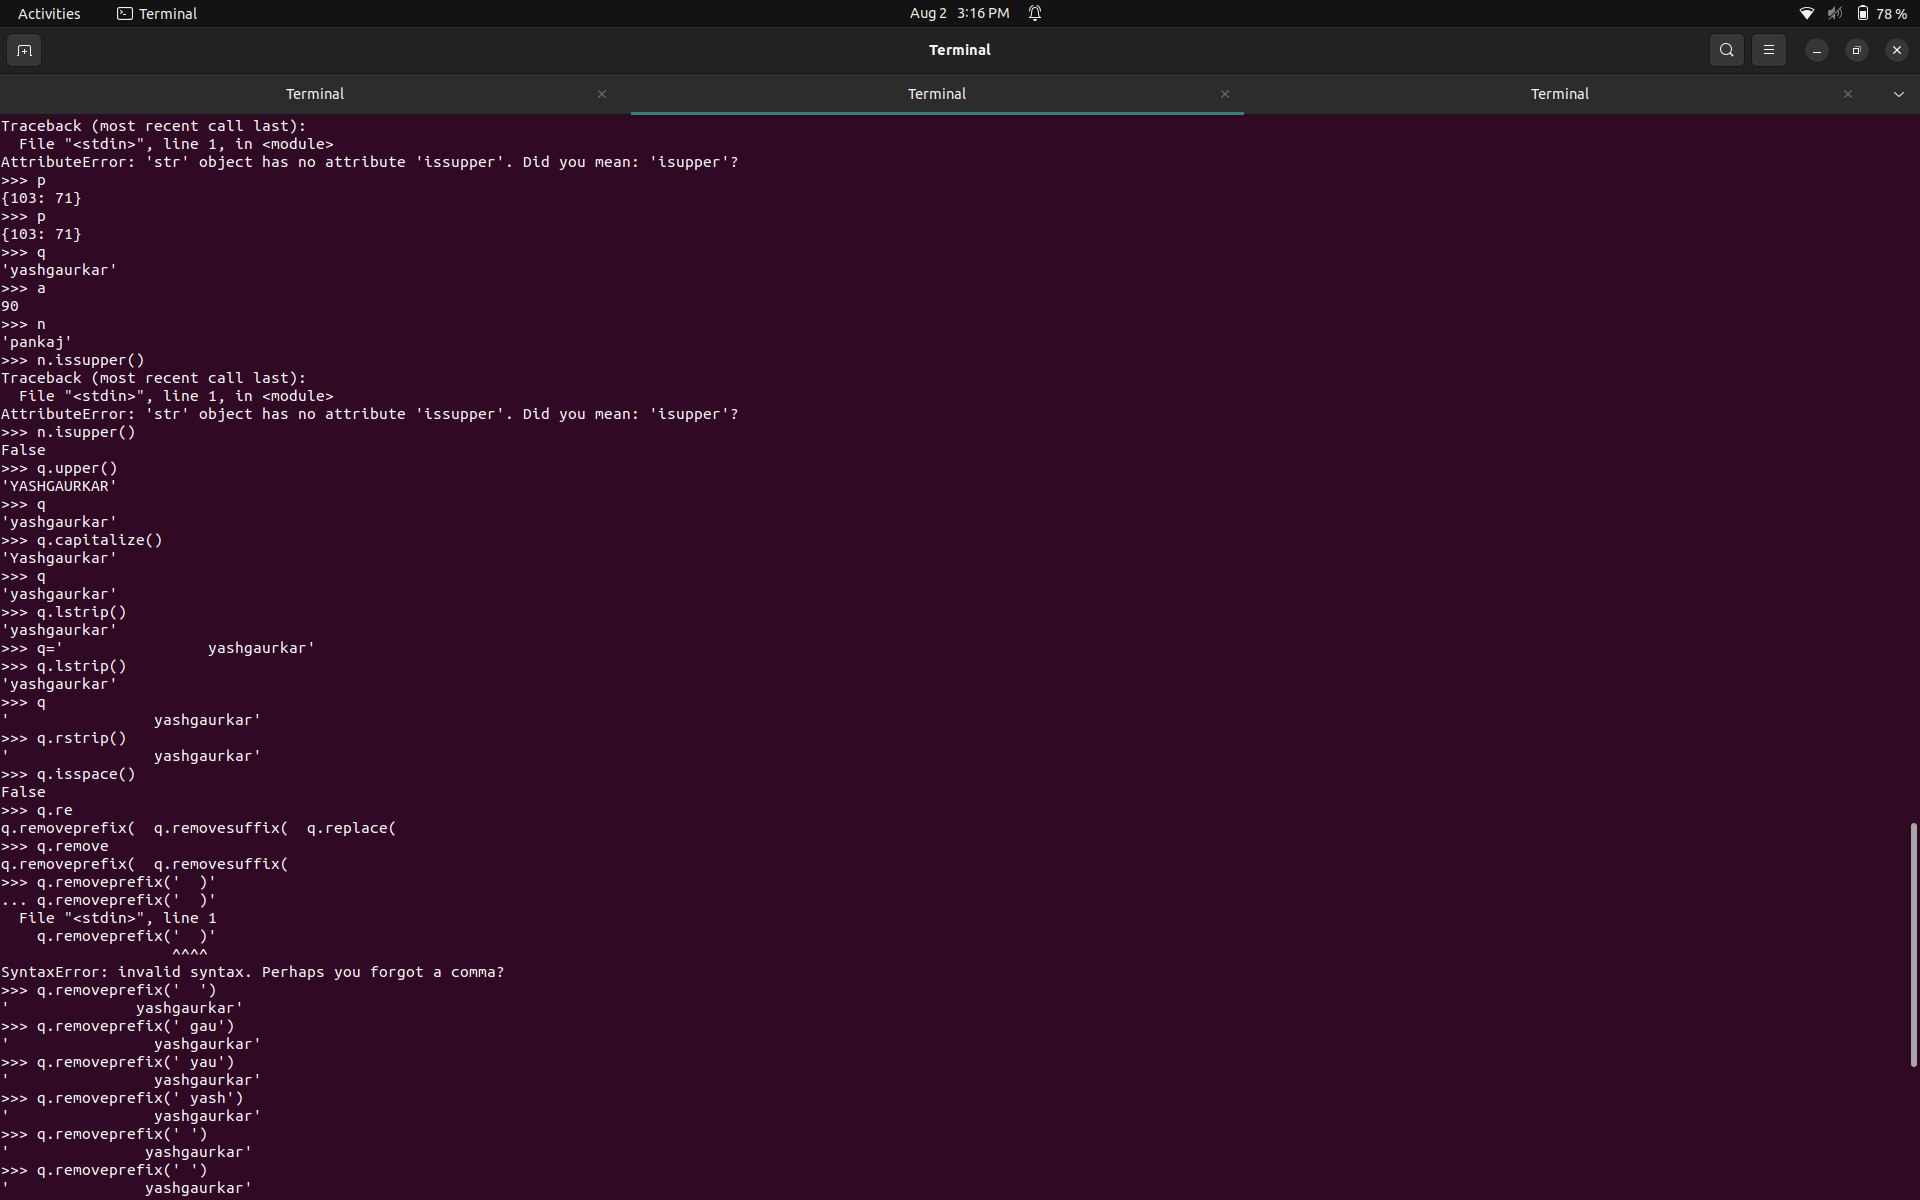 Activities Terminal Aug 2 3:16 PM 78 %
Terminal
Terminal Terminal Terminal
Traceback (most recent call last):
  File "<stdin>", line 1, in <module>
AttributeError: 'str' object has no attribute 'issupper'. Did you mean: 'isupper'?
>>> p
{103: 71}
>>> p
{103: 71}
>>> q
'yashgaurkar'
>>> a
90
>>> n
'pankaj'
>>> n.issupper()
Traceback (most recent call last):
  File "<stdin>", line 1, in <module>
AttributeError: 'str' object has no attribute 'issupper'. Did you mean: 'isupper'?
>>> n.isupper()
False
>>> q.upper()
'YASHGAURKAR'
>>> q
'yashgaurkar'
>>> q.capitalize()
'Yashgaurkar'
>>> q
'yashgaurkar'
>>> q.lstrip()
'yashgaurkar'
>>> q='                yashgaurkar'
>>> q.lstrip()
'yashgaurkar'
>>> q
'                yashgaurkar'
>>> q.rstrip()
'                yashgaurkar'
>>> q.isspace()
False
>>> q.re
q.removeprefix(  q.removesuffix(  q.replace(
>>> q.remove
q.removeprefix(  q.removesuffix(
>>> q.removeprefix('  )'
... q.removeprefix('  )'
  File "<stdin>", line 1
    q.removeprefix('  )'
                   ^^^^
SyntaxError: invalid syntax. Perhaps you forgot a comma?
>>> q.removeprefix('  ')
'              yashgaurkar'
>>> q.removeprefix(' gau')
'                yashgaurkar'
>>> q.removeprefix(' yau')
'                yashgaurkar'
>>> q.removeprefix(' yash')
'                yashgaurkar'
>>> q.removeprefix(' ')
'               yashgaurkar'
>>> q.removeprefix(' ')
'               yashgaurkar'